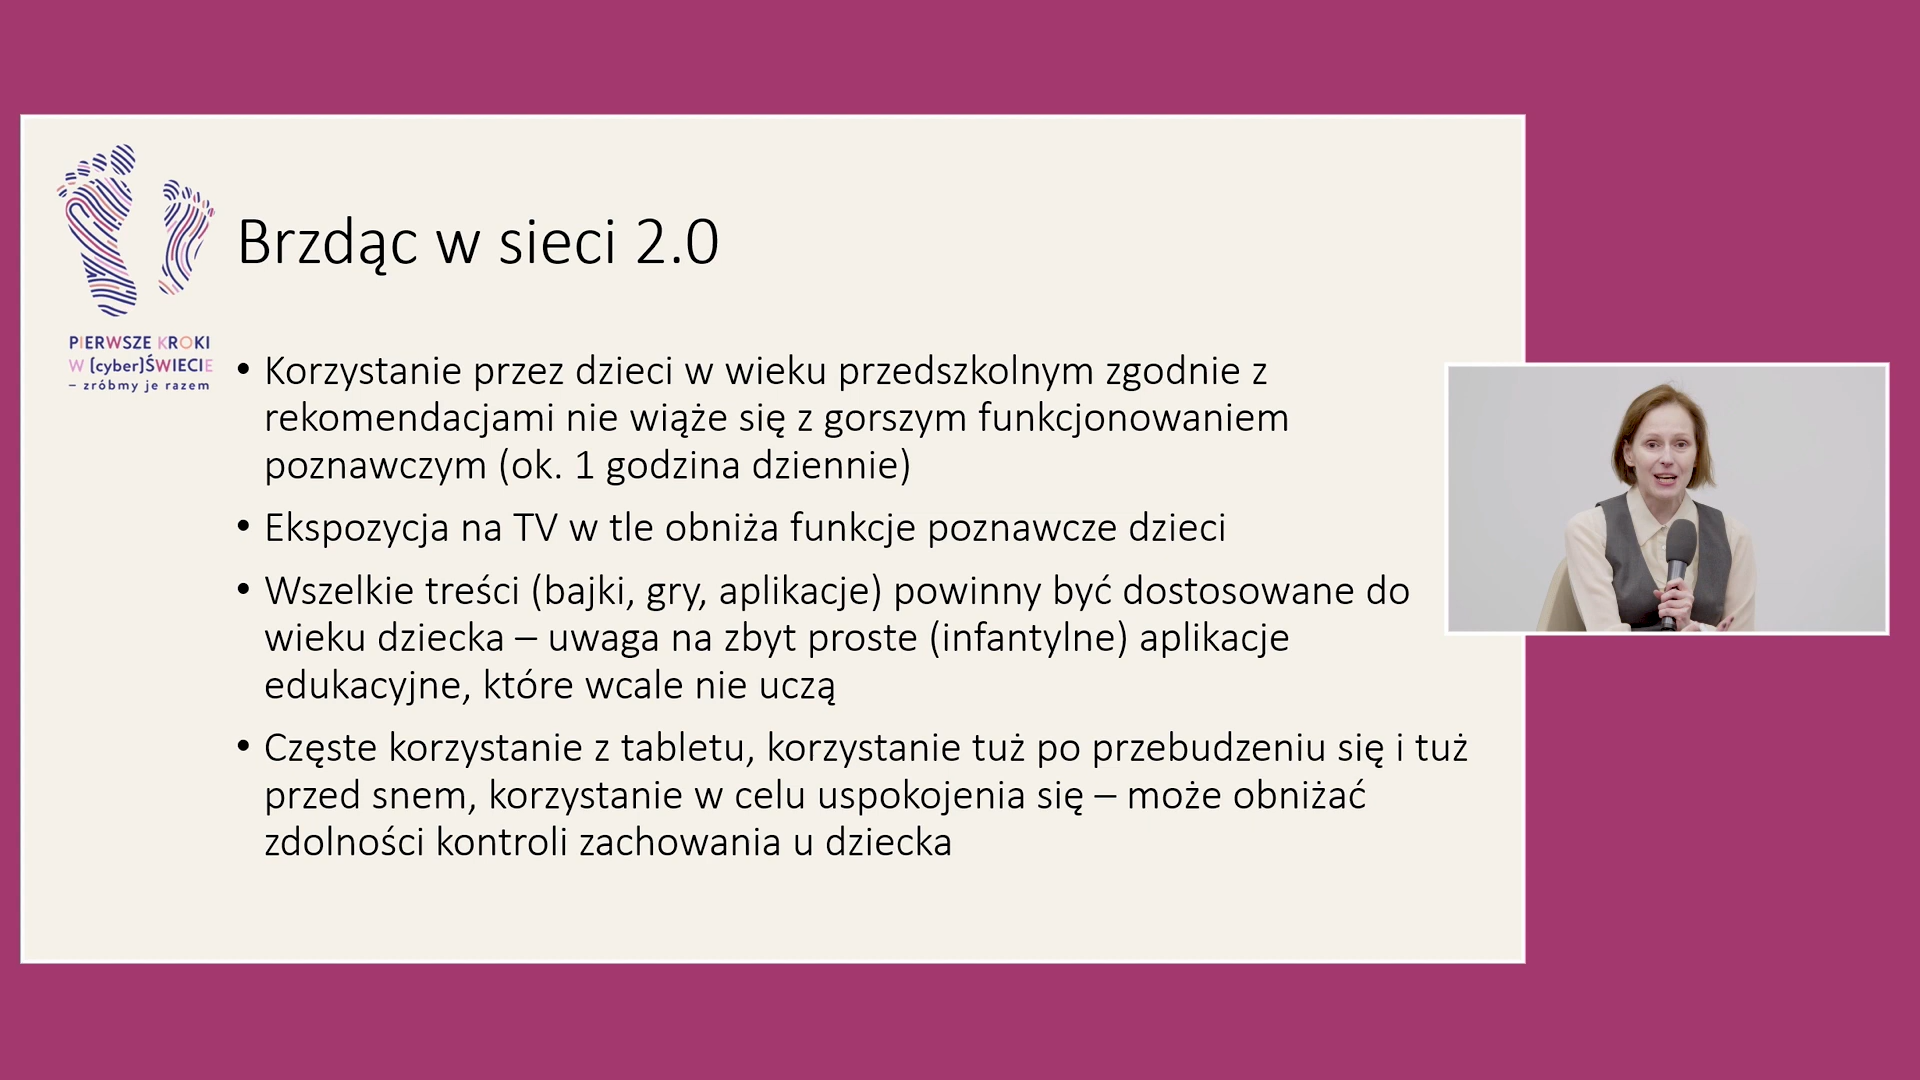 PIERWSZE KROKI
W [cyber]ŚWIECIE
– zróbmy je razem
Brzdąc w sieci 2.0
• Korzystanie przez dzieci w wieku przedszkolnym zgodnie z
rekomendacjami nie wiąże się z gorszym funkcjonowaniem
poznawczym (ok. 1 godzina dziennie)
• Ekspozycja na TV w tle obniża funkcje poznawcze dzieci
• Wszelkie treści (bajki, gry, aplikacje) powinny być dostosowane do
wieku dziecka – uwaga na zbyt proste (infantylne) aplikacje
edukacyjne, które wcale nie uczą
• Częste korzystanie z tabletu, korzystanie tuż po przebudzeniu się i tuż
przed snem, korzystanie w celu uspokojenia się – może obniżać
zdolności kontroli zachowania u dziecka